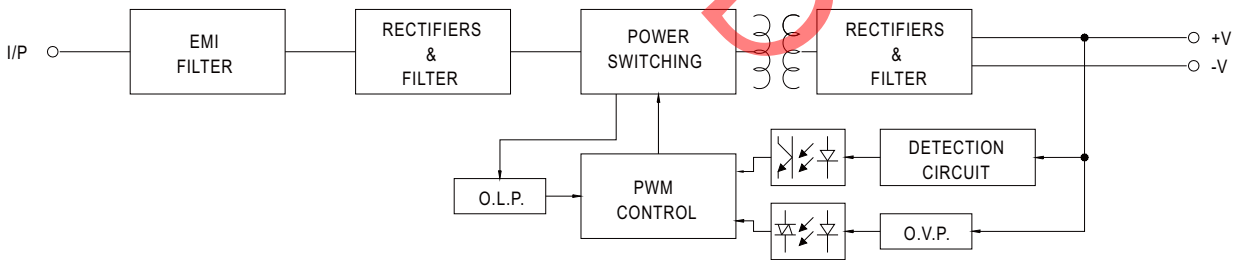 I/P
EMI
FILTER
RECTIFIERS
&
FILTER
POWER
SWITCHING
RECTIFIERS
&
FILTER
+V
-V
DETECTION
CIRCUIT
O.L.P.
PWM
CONTROL
O.V.P.